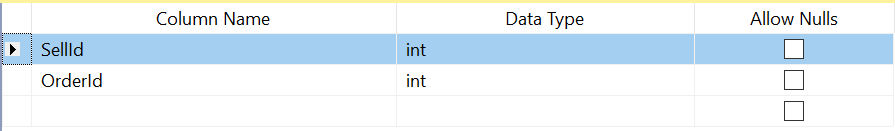 Column Name Data Type Allow Nulls
SellId int
OrderId int